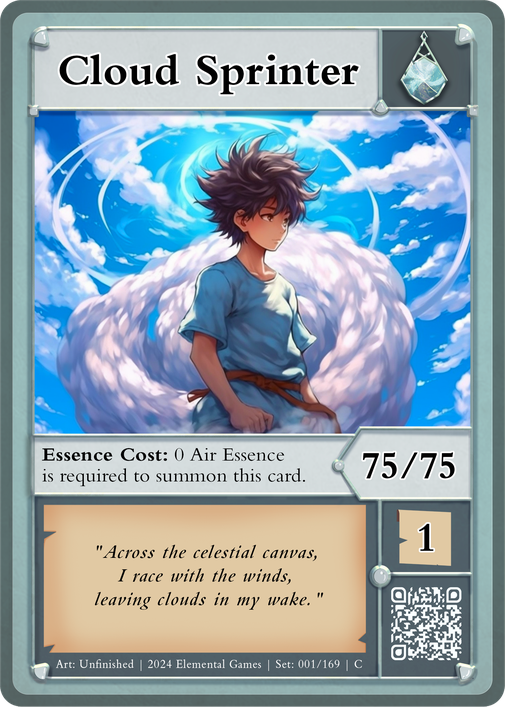 Cloud Sprinter
Essence Cost: 0 Air Essence
is required to summon this card.
75/75
"Across the celestial canvas,
I race with the winds,
leaving clouds in my wake."
1
Art: Unfinished | 2024 Elemental Games | Set: 001/169 | C